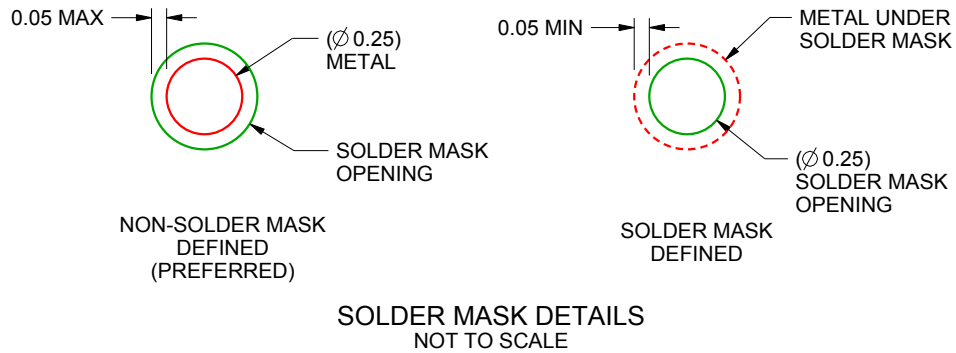 0.05 MAX
(Ø 0.25)
METAL
SOLDER MASK
OPENING
NON-SOLDER MASK
DEFINED
(PREFERRED)
0.05 MIN
METAL UNDER
SOLDER MASK
(Ø 0.25)
SOLDER MASK
OPENING
SOLDER MASK
DEFINED
SOLDER MASK DETAILS
NOT TO SCALE